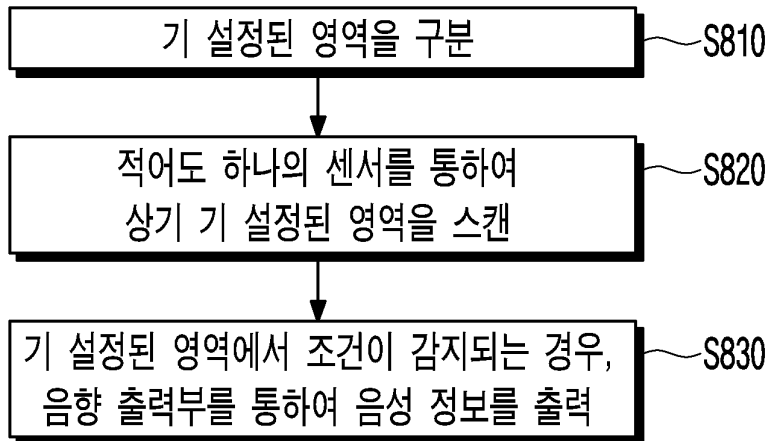 기 설정된 영역을 구분
S810
적어도 하나의 센서를 통하여
상기 기 설정된 영역을 스캔
S820
기 설정된 영역에서 조건이 감지되는 경우,
음향 출력부를 통하여 음성 정보를 출력
S830